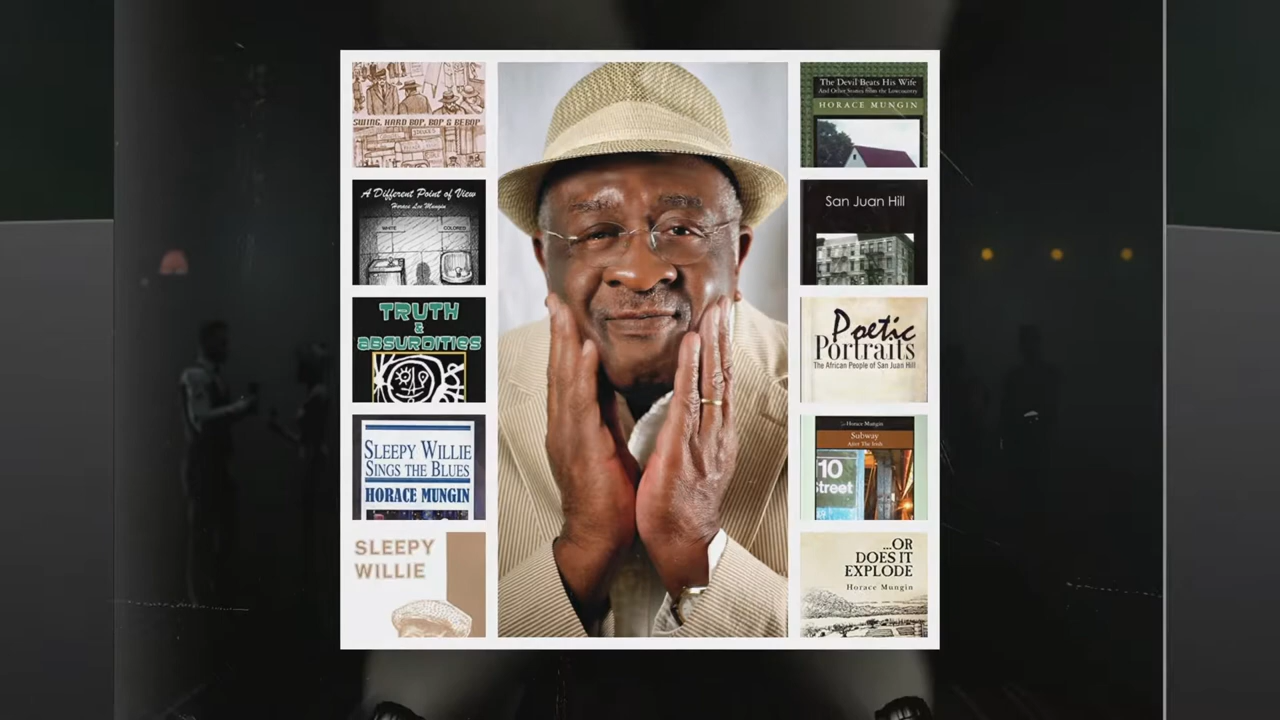 SWING, HARD BOP, BOP & BEBOP
A Different Point of View
Horace Lee Mungin
WHITE
COLORED
TRUTH
&
ABSURDITIES
SLEEPY WILLIE
SINGS THE BLUES
HORACE MUNGIN
SLEEPY
WILLIE
The Devil Beats His Wife
And Other Stories from the Lowcountry
HORACE MUNGIN
San Juan Hill
Poetic
Portraits
The African People of San Juan Hill
Horace Mungin
Subway
After The Irish
10
Street
...OR
DOES IT
EXPLODE
Horace Mungin